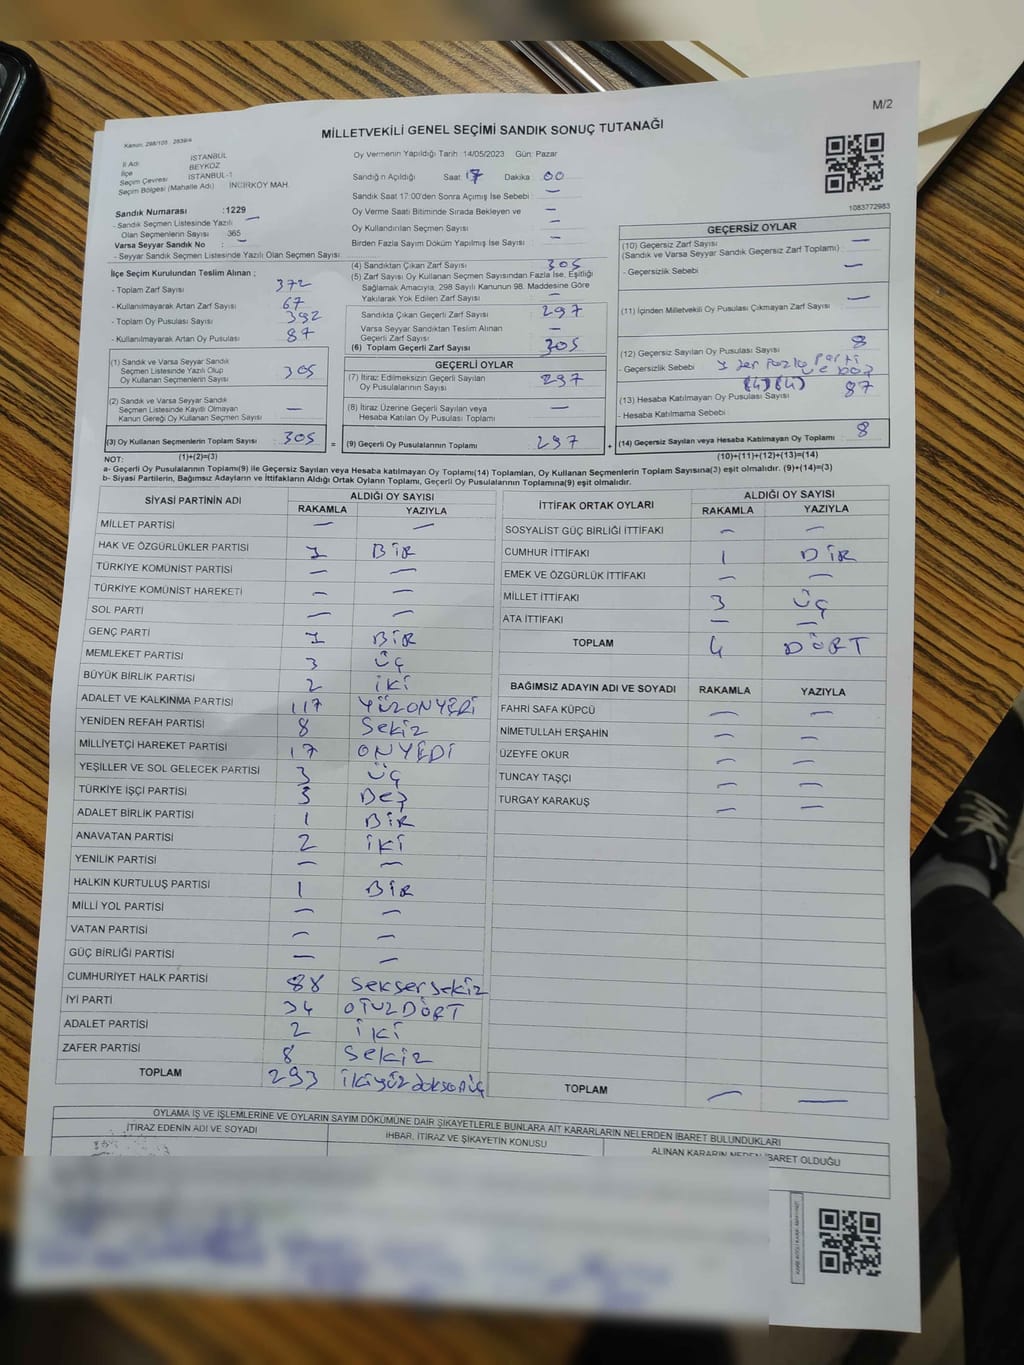 M/2
MİLLETVEKİLİ GENEL SEÇİMİ SANDIK SONUÇ TUTANAĞI
Kanun, 298/105 2839/4
İl Adı İSTANBUL
İlçe BEYKOZ
Seçim Çevresi İSTANBUL-1
Seçim Bölgesi (Mahalle Adı) İNCİRKÖY MAH.
Sandık Numarası :1229
- Sandık Seçmen Listesinde Yazılı —
Olan Seçmenlerin Sayısı 365
Varsa Seyyar Sandık No —
- Seyyar Sandık Seçmen Listesinde Yazılı Olan Seçmen Sayısı
Oy Vermenin Yapıldığı Tarih 14/05/2023 Gün: Pazar
Sandığın Açıldığı Saat 17 Dakika 00
Sandık Saat 17:00'den Sonra Açımış İse Sebebi —
Oy Verme Saati Bitiminde Sırada Bekleyen ve —
Oy Kullandırılan Seçmen Sayısı —
Birden Fazla Sayım Döküm Yapılmış İse Sayısı —
1083772983
İlçe Seçim Kurulundan Teslim Alınan ;
- Toplam Zarf Sayısı 372
- Kullanılmayarak Artan Zarf Sayısı 67
- Toplam Oy Pusulası Sayısı 392
- Kullanılmayarak Artan Oy Pusulası 87
(4) Sandıktan Çıkan Zarf Sayısı 305
(5) Zarf Sayısı Oy Kullanan Seçmen Sayısından Fazla İse, Eşitliği
Sağlamak Amacıyla, 298 Sayılı Kanunun 98. Maddesine Göre
Yakılarak Yok Edilen Zarf Sayısı —
Sandıkta Çıkan Geçerli Zarf Sayısı 297
Varsa Seyyar Sandıktan Teslim Alınan
Geçerli Zarf Sayısı —
(6) Toplam Geçerli Zarf Sayısı 305
GEÇERSİZ OYLAR
(10) Geçersiz Zarf Sayısı —
(Sandık ve Varsa Seyyar Sandık Geçersiz Zarf Toplamı)
- Geçersizlik Sebebi —
(11) İçinden Milletvekili Oy Pusulası Çıkmayan Zarf Sayısı —
(12) Geçersiz Sayılan Oy Pusulası Sayısı 8
- Geçersizlik Sebebi fazla Parti
(4) (4)
(13) Hesaba Katılmayan Oy Pusulası Sayısı 87
- Hesaba Katılmama Sebebi
(14) Geçersiz Sayılan veya Hesaba Katılmayan Oy Toplamı 8
(10)+(11)+(12)+(13)=(14)
(1) Sandık ve Varsa Seyyar Sandık
Seçmen Listesinde Yazılı Olup
Oy Kullanan Seçmenlerin Sayısı 305
(2) Sandık ve Varsa Seyyar Sandık
Seçmen Listesinde Kayıtlı Olmayan
Kanun Gereği Oy Kullanan Seçmen Sayısı —
(3) Oy Kullanan Seçmenlerin Toplam Sayısı 305 =
(1)+(2)=(3)
GEÇERLİ OYLAR
(7) İtiraz Edilmeksizin Geçerli Sayılan
Oy Pusulalarının Sayısı 297
(8) İtiraz Üzerine Geçerli Sayılan veya
Hesaba Katılan Oy Pusulası Toplamı —
(9) Geçerli Oy Pusulalarının Toplamı 297 +
NOT:
a- Geçerli Oy Pusulalarının Toplamı(9) ile Geçersiz Sayılan veya Hesaba katılmayan Oy Toplamı(14) Toplamları, Oy Kullanan Seçmenlerin Toplam Sayısına(3) eşit olmalıdır. (9)+(14)=(3)
b- Siyasi Partilerin, Bağımsız Adayların ve İttifakların Aldığı Ortak Oyların Toplamı, Geçerli Oy Pusulalarının Toplamına(9) eşit olmalıdır.
SİYASİ PARTİNİN ADI ALDIĞI OY SAYISI
RAKAMLA YAZIYLA
MİLLET PARTİSİ — —
HAK VE ÖZGÜRLÜKLER PARTİSİ 1 BİR
TÜRKİYE KOMÜNİST PARTİSİ — —
TÜRKİYE KOMÜNİST HAREKETİ — —
SOL PARTİ — —
GENÇ PARTİ 1 BİR
MEMLEKET PARTİSİ 3 ÜÇ
BÜYÜK BİRLİK PARTİSİ 2 İKİ
ADALET VE KALKINMA PARTİSİ 117 YÜZONYEDİ
YENİDEN REFAH PARTİSİ 8 Sekiz
MİLLİYETÇİ HAREKET PARTİSİ 17 ONYEDİ
YEŞİLLER VE SOL GELECEK PARTİSİ 3 ÜÇ
TÜRKİYE İŞÇİ PARTİSİ 5 Beş
ADALET BİRLİK PARTİSİ 1 BİR
ANAVATAN PARTİSİ 2 İKİ
YENİLİK PARTİSİ — —
HALKIN KURTULUŞ PARTİSİ 1 BİR
MİLLİ YOL PARTİSİ — —
VATAN PARTİSİ — —
GÜÇ BİRLİĞİ PARTİSİ — —
CUMHURİYET HALK PARTİSİ 88 Seksensekiz
İYİ PARTİ 34 OTUZDÖRT
ADALET PARTİSİ 2 İKİ
ZAFER PARTİSİ 8 Sekiz
TOPLAM 293 ikiyüzdoksanüç
İTTİFAK ORTAK OYLARI ALDIĞI OY SAYISI
RAKAMLA YAZIYLA
SOSYALİST GÜÇ BİRLİĞİ İTTİFAKI — —
CUMHUR İTTİFAKI 1 BİR
EMEK VE ÖZGÜRLÜK İTTİFAKI — —
MİLLET İTTİFAKI 3 ÜÇ
ATA İTTİFAKI — —
TOPLAM 4 DÖRT
BAĞIMSIZ ADAYIN ADI VE SOYADI RAKAMLA YAZIYLA
FAHRİ SAFA KÜPCÜ — —
NİMETULLAH ERŞAHİN — —
ÜZEYFE OKUR — —
TUNCAY TAŞÇI — —
TURGAY KARAKUŞ — —
TOPLAM — —
OYLAMA İŞ VE İŞLEMLERİNE VE OYLARIN SAYIM DÖKÜMÜNE DAİR ŞİKAYETLERLE BUNLARA AİT KARARLARIN NELERDEN İBARET BULUNDUKLARI
İTİRAZ EDENİN ADI VE SOYADI İHBAR, İTİRAZ VE ŞİKAYETİN KONUSU ALINAN KARARIN NEDEN İBARET OLDUĞU